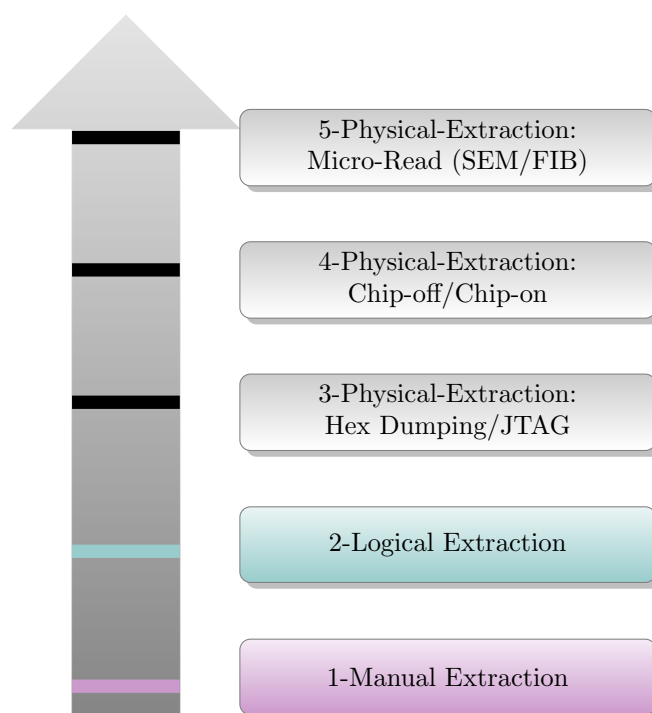 5-Physical-Extraction:
Micro-Read (SEM/FIB)
4-Physical-Extraction:
Chip-off/Chip-on
3-Physical-Extraction:
Hex Dumping/JTAG
2-Logical Extraction
1-Manual Extraction